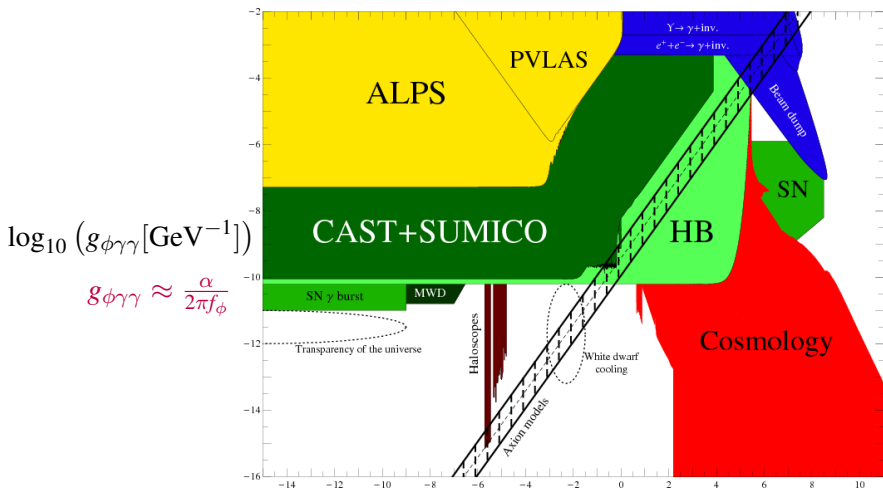 -2
Υ→ γ+inv.
e⁺+e⁻→ γ+inv.
PVLAS
ALPS
-4
Beam dump
-6
SN
-8
log₁₀ (g_ϕγγ[GeV⁻¹])
CAST+SUMICO
HB
-10
g_ϕγγ ≈ α/2πf_ϕ
SN γ burst
MWD
Haloscopes
Transparency of the universe
White dwarf
cooling
Cosmology
-12
-14
Axion models
-16
-14 -12 -10 -8 -6 -4 -2 0 2 4 6 8 10